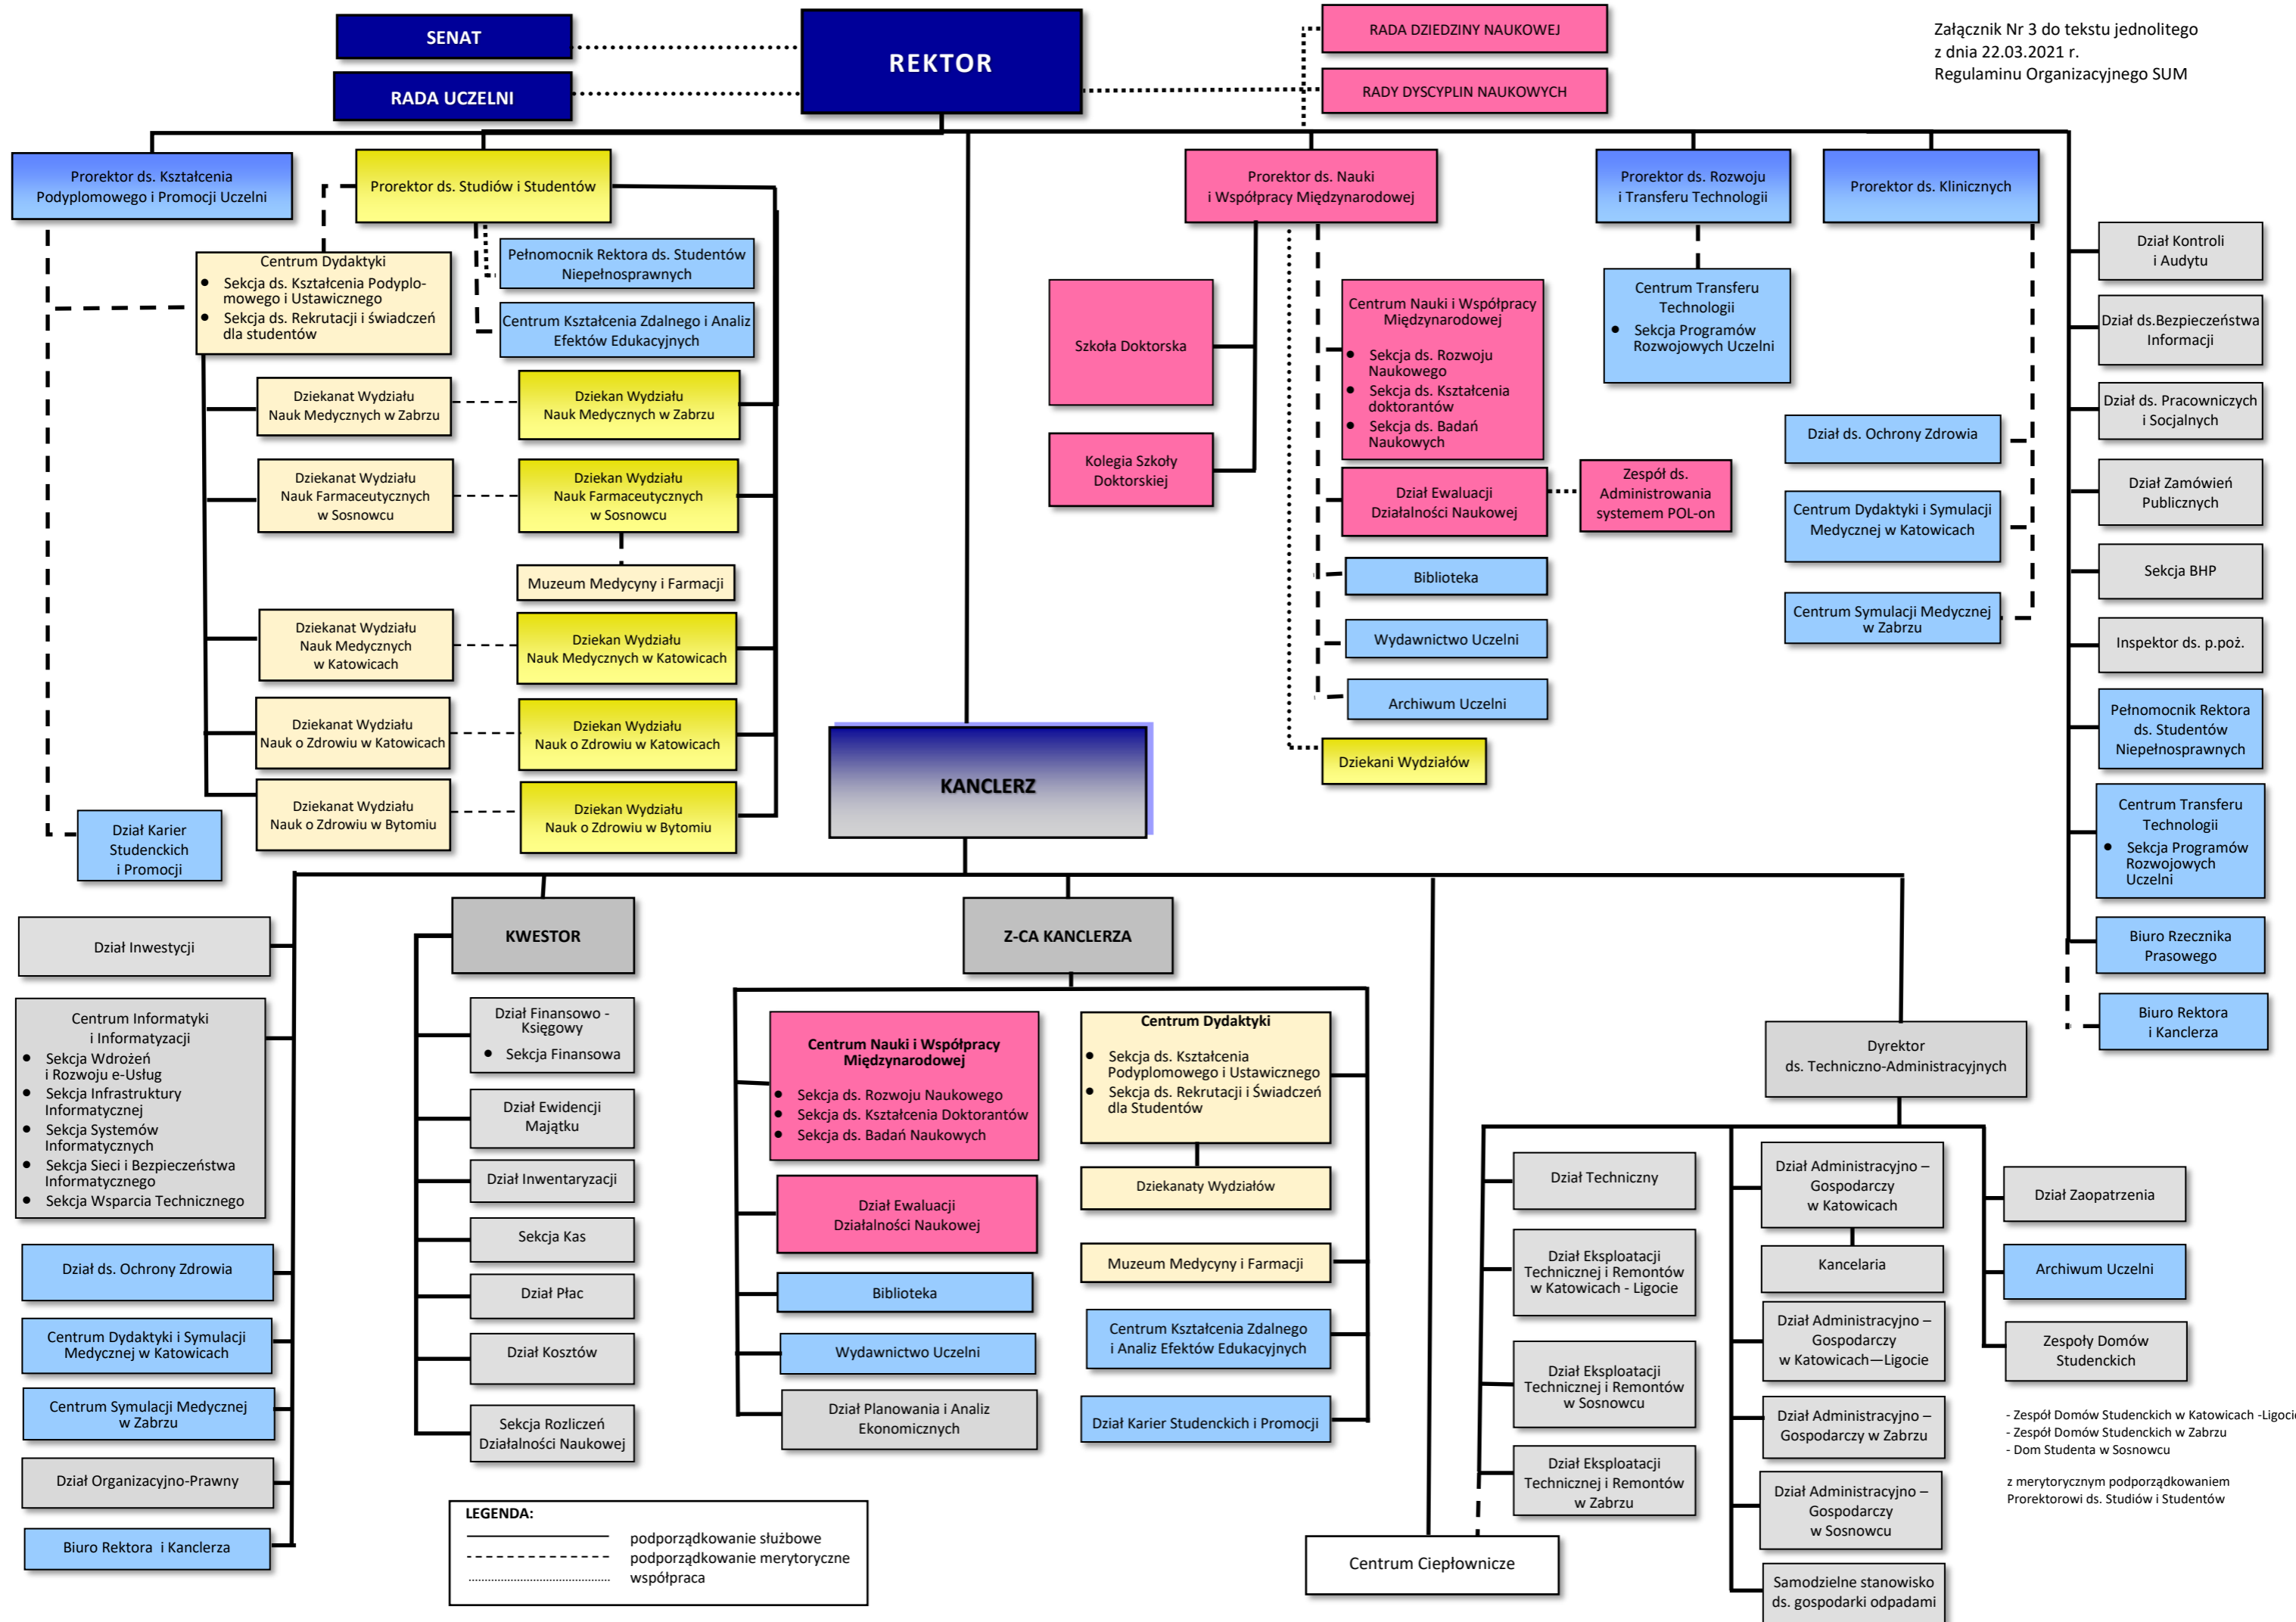 SENAT
RADA UCZELNI
REKTOR
RADA DZIEDZINY NAUKOWEJ
RADY DYSCYPLIN NAUKOWYCH
Załącznik Nr 3 do tekstu jednolitego
z dnia 22.03.2021 r.
Regulaminu Organizacyjnego SUM
Prorektor ds. Kształcenia
Podyplomowego i Promocji Uczelni
Prorektor ds. Studiów i Studentów
Prorektor ds. Nauki
i Współpracy Międzynarodowej
Prorektor ds. Rozwoju
i Transferu Technologii
Prorektor ds. Klinicznych
Centrum Dydaktyki
• Sekcja ds. Kształcenia Podyplo-
mowego i Ustawicznego
• Sekcja ds. Rekrutacji i świadczeń
dla studentów
Pełnomocnik Rektora ds. Studentów
Niepełnosprawnych
Centrum Kształcenia Zdalnego i Analiz
Efektów Edukacyjnych
Dziekanat Wydziału
Nauk Medycznych w Zabrzu
Dziekan Wydziału
Nauk Medycznych w Zabrzu
Dziekanat Wydziału
Nauk Farmaceutycznych
w Sosnowcu
Dziekan Wydziału
Nauk Farmaceutycznych
w Sosnowcu
Muzeum Medycyny i Farmacji
Dziekanat Wydziału
Nauk Medycznych
w Katowicach
Dziekan Wydziału
Nauk Medycznych w Katowicach
Dziekanat Wydziału
Nauk o Zdrowiu w Katowicach
Dziekan Wydziału
Nauk o Zdrowiu w Katowicach
Dziekanat Wydziału
Nauk o Zdrowiu w Bytomiu
Dziekan Wydziału
Nauk o Zdrowiu w Bytomiu
Dział Karier
Studenckich
i Promocji
Szkoła Doktorska
Kolegia Szkoły
Doktorskiej
Centrum Nauki i Współpracy
Międzynarodowej
• Sekcja ds. Rozwoju
Naukowego
• Sekcja ds. Kształcenia
doktorantów
• Sekcja ds. Badań
Naukowych
Dział Ewaluacji
Działalności Naukowej
Zespół ds.
Administrowania
systemem POL-on
Biblioteka
Wydawnictwo Uczelni
Archiwum Uczelni
Dziekani Wydziałów
Centrum Transferu
Technologii
• Sekcja Programów
Rozwojowych Uczelni
Dział ds. Ochrony Zdrowia
Centrum Dydaktyki i Symulacji
Medycznej w Katowicach
Centrum Symulacji Medycznej
w Zabrzu
Dział Kontroli
i Audytu
Dział ds.Bezpieczeństwa
Informacji
Dział ds. Pracowniczych
i Socjalnych
Dział Zamówień
Publicznych
Sekcja BHP
Inspektor ds. p.poż.
Pełnomocnik Rektora
ds. Studentów
Niepełnosprawnych
Centrum Transferu
Technologii
• Sekcja Programów
Rozwojowych
Uczelni
Biuro Rzecznika
Prasowego
Biuro Rektora
i Kanclerza
KANCLERZ
Dział Inwestycji
Centrum Informatyki
i Informatyzacji
• Sekcja Wdrożeń
i Rozwoju e-Usług
• Sekcja Infrastruktury
Informatycznej
• Sekcja Systemów
Informatycznych
• Sekcja Sieci i Bezpieczeństwa
Informatycznego
• Sekcja Wsparcia Technicznego
Dział ds. Ochrony Zdrowia
Centrum Dydaktyki i Symulacji
Medycznej w Katowicach
Centrum Symulacji Medycznej
w Zabrzu
Dział Organizacyjno-Prawny
Biuro Rektora i Kanclerza
KWESTOR
Dział Finansowo -
Księgowy
• Sekcja Finansowa
Dział Ewidencji
Majątku
Dział Inwentaryzacji
Sekcja Kas
Dział Płac
Dział Kosztów
Sekcja Rozliczeń
Działalności Naukowej
Z-CA KANCLERZA
Centrum Nauki i Współpracy
Międzynarodowej
• Sekcja ds. Rozwoju Naukowego
• Sekcja ds. Kształcenia Doktorantów
• Sekcja ds. Badań Naukowych
Dział Ewaluacji
Działalności Naukowej
Biblioteka
Wydawnictwo Uczelni
Dział Planowania i Analiz
Ekonomicznych
Centrum Dydaktyki
• Sekcja ds. Kształcenia
Podyplomowego i Ustawicznego
• Sekcja ds. Rekrutacji i Świadczeń
dla Studentów
Dziekanaty Wydziałów
Muzeum Medycyny i Farmacji
Centrum Kształcenia Zdalnego
i Analiz Efektów Edukacyjnych
Dział Karier Studenckich i Promocji
Dyrektor
ds. Techniczno-Administracyjnych
Dział Techniczny
Dział Eksploatacji
Technicznej i Remontów
w Katowicach - Ligocie
Dział Eksploatacji
Technicznej i Remontów
w Sosnowcu
Dział Eksploatacji
Technicznej i Remontów
w Zabrzu
Centrum Ciepłownicze
Dział Administracyjno –
Gospodarczy
w Katowicach
Kancelaria
Dział Administracyjno –
Gospodarczy
w Katowicach—Ligocie
Dział Administracyjno –
Gospodarczy w Zabrzu
Dział Administracyjno –
Gospodarczy
w Sosnowcu
Samodzielne stanowisko
ds. gospodarki odpadami
Dział Zaopatrzenia
Archiwum Uczelni
Zespoły Domów
Studenckich
- Zespół Domów Studenckich w Katowicach -Ligocie
- Zespół Domów Studenckich w Zabrzu
- Dom Studenta w Sosnowcu
z merytorycznym podporządkowaniem
Prorektorowi ds. Studiów i Studentów
LEGENDA:
podporządkowanie służbowe
podporządkowanie merytoryczne
współpraca